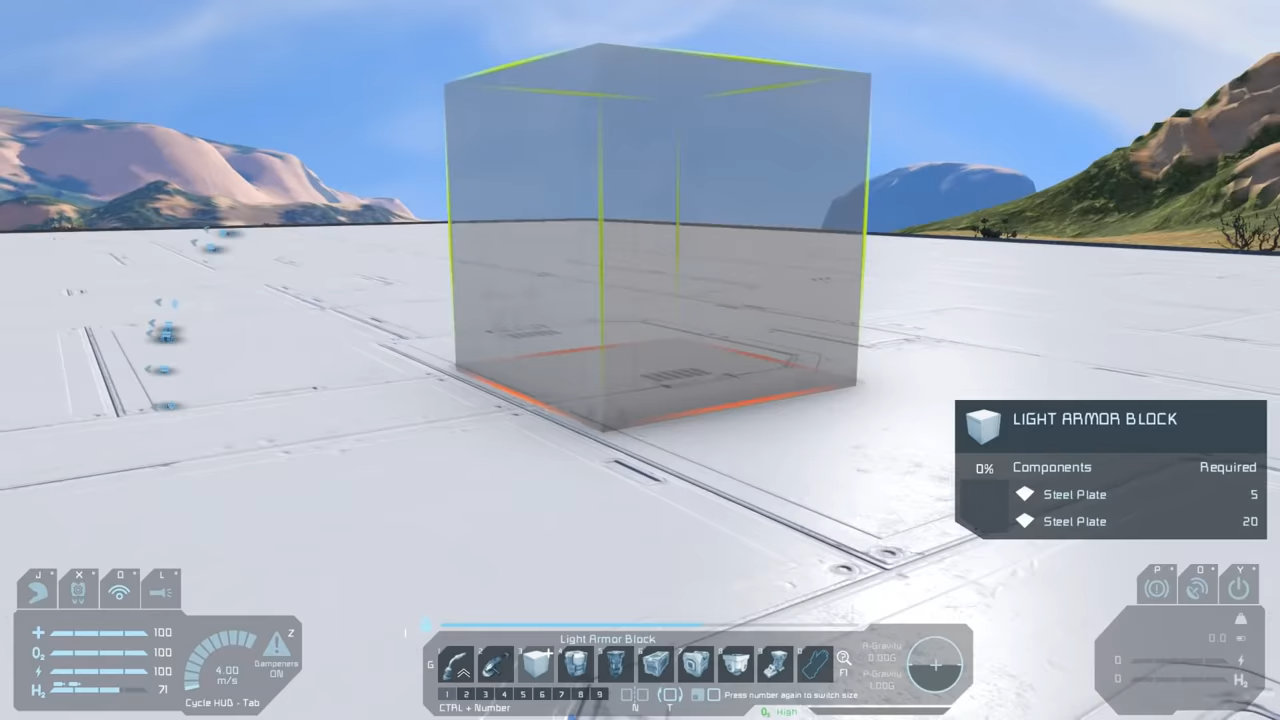 LIGHT ARMOR BLOCK
0% Components Required
Steel Plate 5
Steel Plate 20
J X O L
100
O₂ 100
100
H₂ 71
4.00
m/s
Z
Dampeners
ON
Cycle HUD - Tab
Light Armor Block
G
1 2 3 4 5 6 7 8 9
N T
Press number again to switch size
CTRL + Number
F1
A-Gravity
0.00G
P-Gravity
1.00G
O₂ High
P O Y
0.0
0
0 H₂